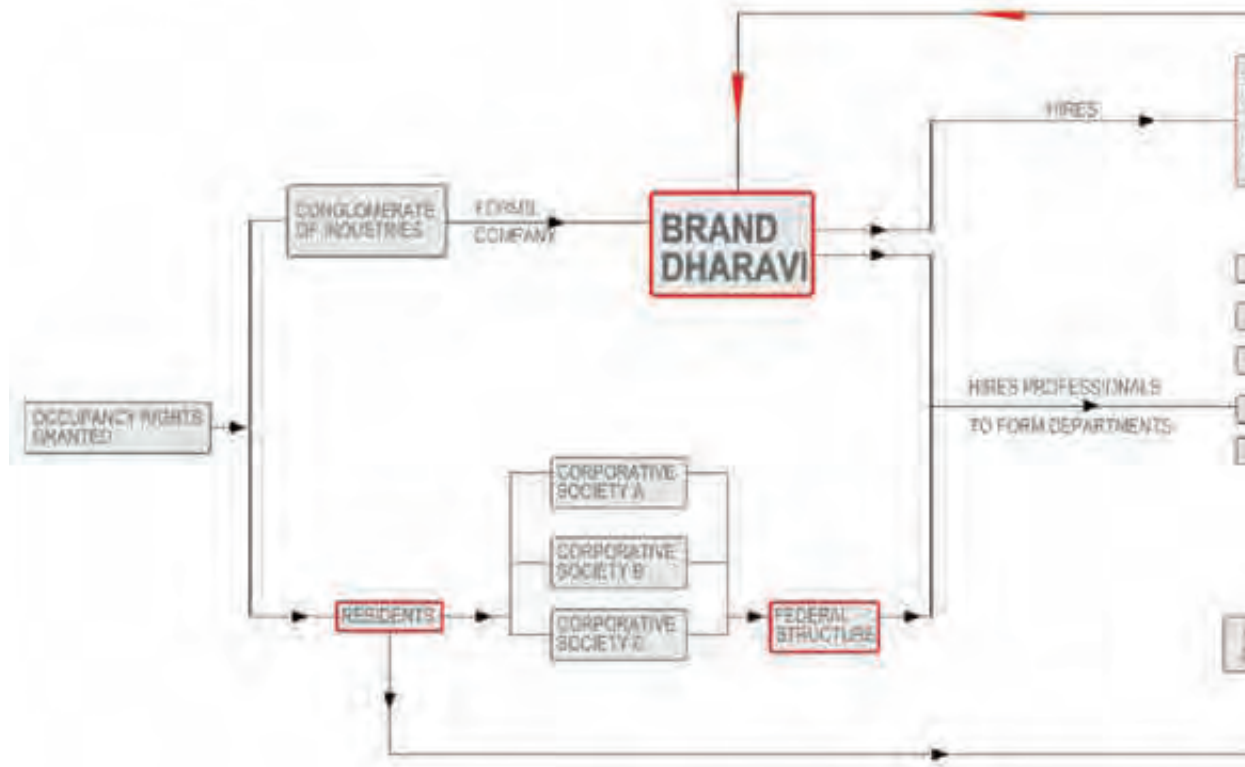 HIRES
CONGLOMERATE
OF INDUSTRIES
FORMS
COMPANY
BRAND
DHARAVI
HIRES PROFESSIONALS
TO FORM DEPARTMENTS
OCCUPANCY RIGHTS
GRANTED
CORPORATIVE
SOCIETY A
CORPORATIVE
SOCIETY B
CORPORATIVE
SOCIETY C
RESIDENTS
FEDERAL
STRUCTURE